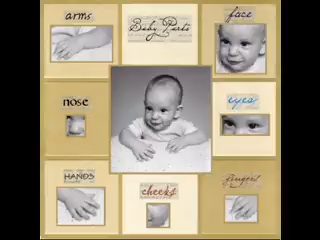 arms
Baby Parts
face
nose
eyes
HANDS
cheeks
fingers